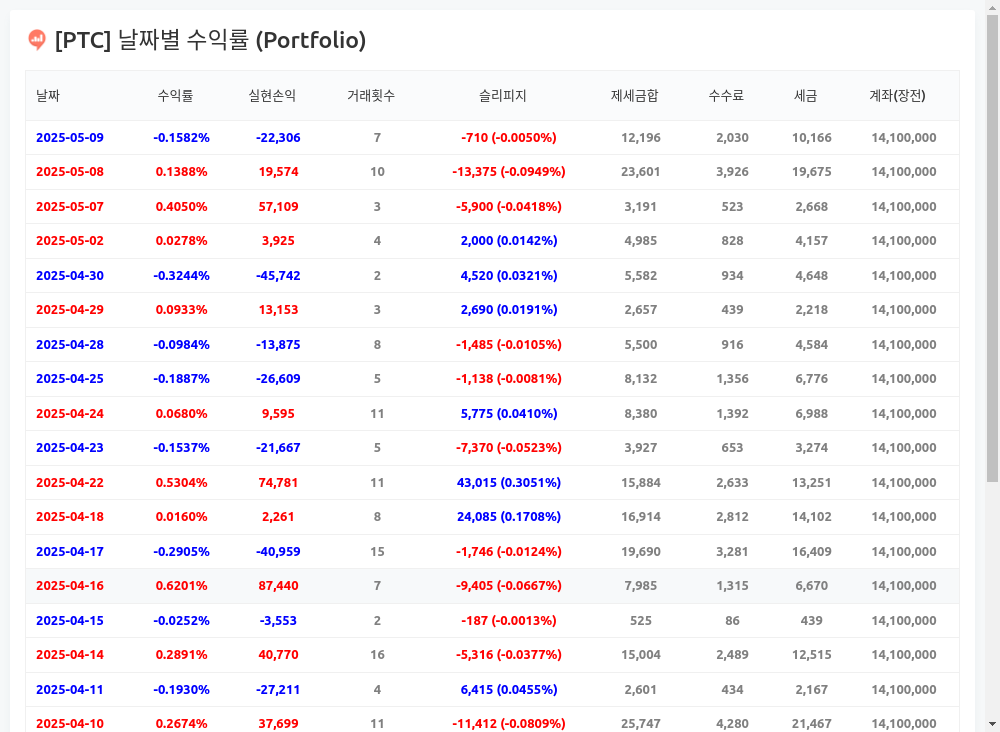 [PTC] 날짜별 수익률 (Portfolio)
날짜 수익률 실현손익 거래횟수 슬리피지 제세금합 수수료 세금 계좌(장전)
2025-05-09 -0.1582% -22,306 7 -710 (-0.0050%) 12,196 2,030 10,166 14,100,000
2025-05-08 0.1388% 19,574 10 -13,375 (-0.0949%) 23,601 3,926 19,675 14,100,000
2025-05-07 0.4050% 57,109 3 -5,900 (-0.0418%) 3,191 523 2,668 14,100,000
2025-05-02 0.0278% 3,925 4 2,000 (0.0142%) 4,985 828 4,157 14,100,000
2025-04-30 -0.3244% -45,742 2 4,520 (0.0321%) 5,582 934 4,648 14,100,000
2025-04-29 0.0933% 13,153 3 2,690 (0.0191%) 2,657 439 2,218 14,100,000
2025-04-28 -0.0984% -13,875 8 -1,485 (-0.0105%) 5,500 916 4,584 14,100,000
2025-04-25 -0.1887% -26,609 5 -1,138 (-0.0081%) 8,132 1,356 6,776 14,100,000
2025-04-24 0.0680% 9,595 11 5,775 (0.0410%) 8,380 1,392 6,988 14,100,000
2025-04-23 -0.1537% -21,667 5 -7,370 (-0.0523%) 3,927 653 3,274 14,100,000
2025-04-22 0.5304% 74,781 11 43,015 (0.3051%) 15,884 2,633 13,251 14,100,000
2025-04-18 0.0160% 2,261 8 24,085 (0.1708%) 16,914 2,812 14,102 14,100,000
2025-04-17 -0.2905% -40,959 15 -1,746 (-0.0124%) 19,690 3,281 16,409 14,100,000
2025-04-16 0.6201% 87,440 7 -9,405 (-0.0667%) 7,985 1,315 6,670 14,100,000
2025-04-15 -0.0252% -3,553 2 -187 (-0.0013%) 525 86 439 14,100,000
2025-04-14 0.2891% 40,770 16 -5,316 (-0.0377%) 15,004 2,489 12,515 14,100,000
2025-04-11 -0.1930% -27,211 4 6,415 (0.0455%) 2,601 434 2,167 14,100,000
2025-04-10 0.2674% 37,699 11 -11,412 (-0.0809%) 25,747 4,280 21,467 14,100,000